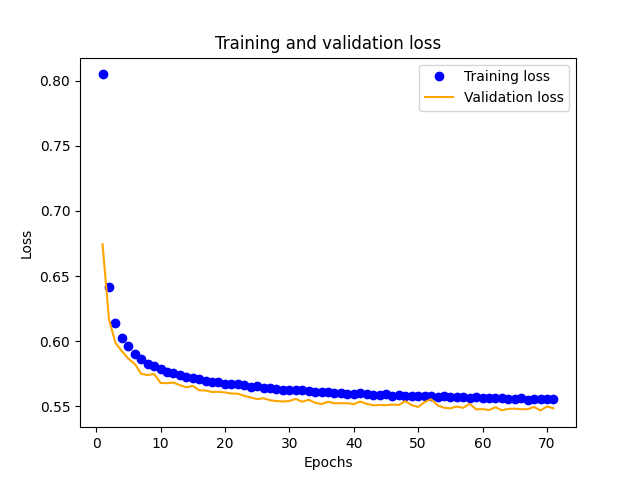 Training and validation loss
Training loss
Validation loss
0.80
0.75
0.70
0.65
0.60
0.55
Loss
0 10 20 30 40 50 60 70
Epochs